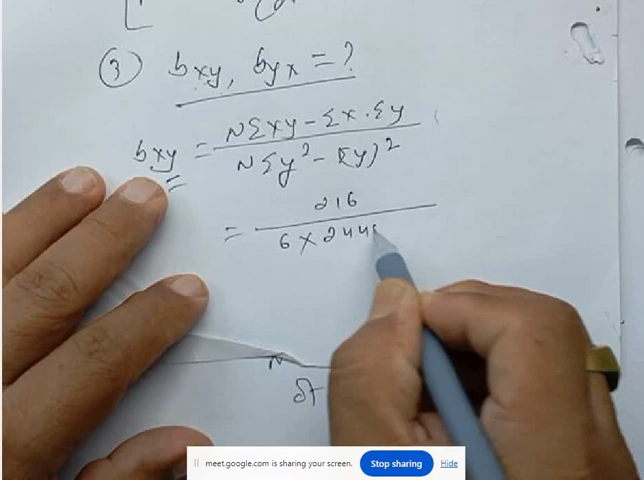 ③ bxy, byx = ?
bxy = NΣxy - Σx·Σy / NΣy² - (Σy)²
= 216 / 6 × 244
meet.google.com is sharing your screen. Stop sharing Hide